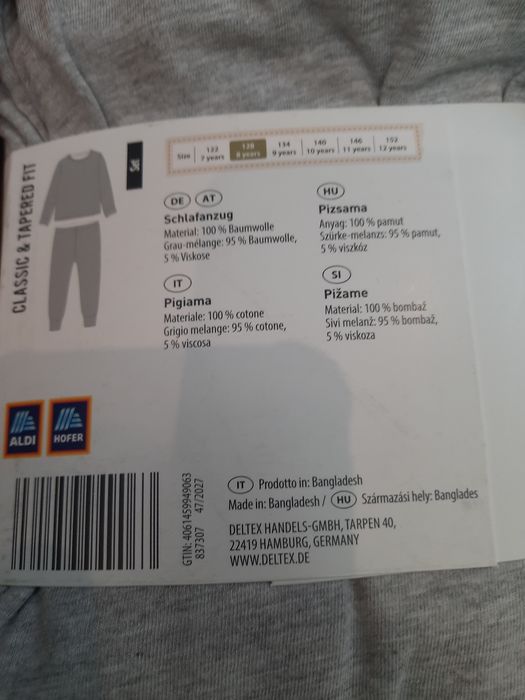 CLASSIC & TAPERED FIT
Set
Size 122 7 years 128 8 years 134 9 years 140 10 years 146 11 years 152 12 years
DE AT
Schlafanzug
Material: 100 % Baumwolle
Grau-mélange: 95 % Baumwolle,
5 % Viskose
HU
Pizsama
Anyag: 100 % pamut
Szürke-melanzs: 95 % pamut,
5 % viszkóz
IT
Pigiama
Materiale: 100 % cotone
Grigio melange: 95 % cotone,
5 % viscosa
SI
Pižame
Material: 100 % bombaž
Sivi melanž: 95 % bombaž,
5 % viskoza
ALDI
HOFER
GTIN: 4061459949063
837307 47/2027
IT Prodotto in: Bangladesh
Made in: Bangladesh / HU Származási hely: Banglades
DELTEX HANDELS-GMBH, TARPEN 40,
22419 HAMBURG, GERMANY
WWW.DELTEX.DE